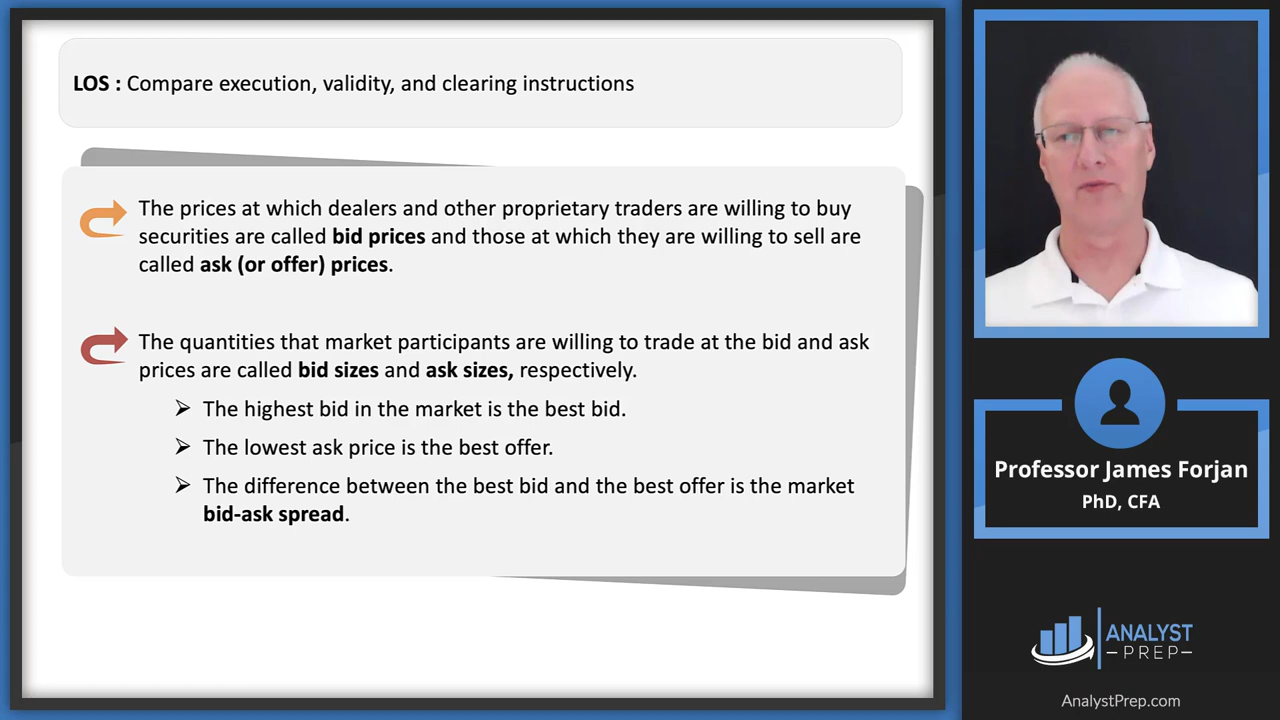 LOS : Compare execution, validity, and clearing instructions
The prices at which dealers and other proprietary traders are willing to buy
securities are called bid prices and those at which they are willing to sell are
called ask (or offer) prices.
The quantities that market participants are willing to trade at the bid and ask
prices are called bid sizes and ask sizes, respectively.
The highest bid in the market is the best bid.
The lowest ask price is the best offer.
The difference between the best bid and the best offer is the market
bid-ask spread.
Professor James Forjan
PhD, CFA
ANALYST
PREP
AnalystPrep.com